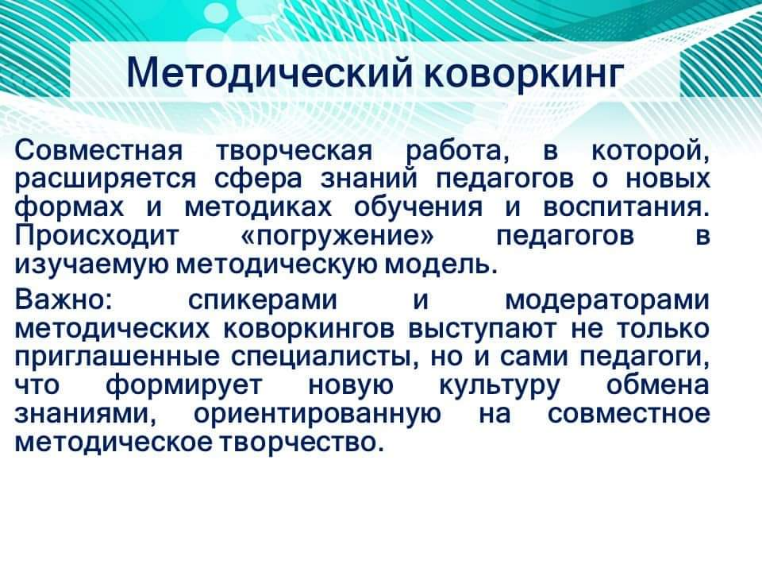 Методический коворкинг
Совместная творческая работа, в которой,
расширяется сфера знаний педагогов о новых
формах и методиках обучения и воспитания.
Происходит «погружение» педагогов в
изучаемую методическую модель.
Важно: спикерами и модераторами
методических коворкингов выступают не только
приглашенные специалисты, но и сами педагоги,
что формирует новую культуру обмена
знаниями, ориентированную на совместное
методическое творчество.